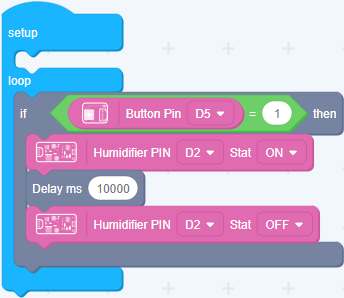 setup
loop
if Button Pin D5 = 1 then
Humidifier PIN D2 Stat ON
Delay ms 10000
Humidifier PIN D2 Stat OFF